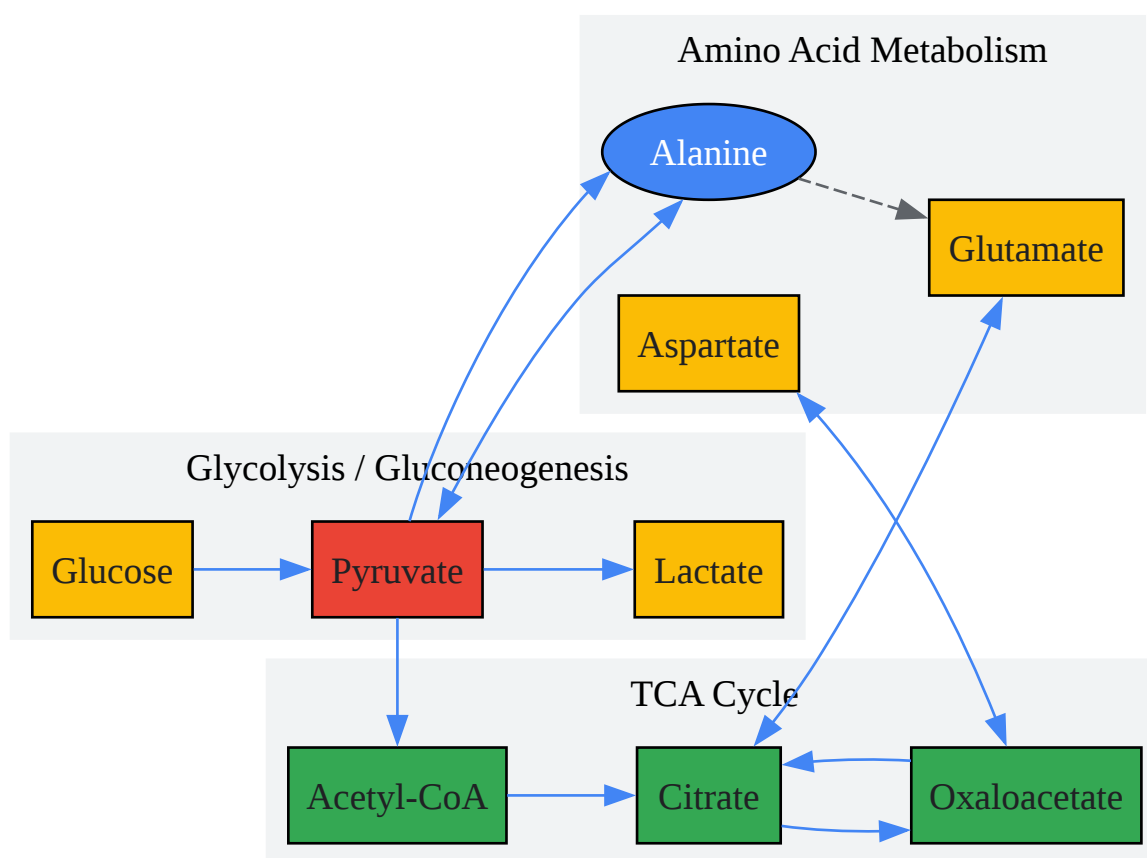 Amino Acid Metabolism
Alanine
Glutamate
Aspartate
Glycolysis / Gluconeogenesis
Glucose
Pyruvate
Lactate
TCA Cycle
Acetyl-CoA
Citrate
Oxaloacetate